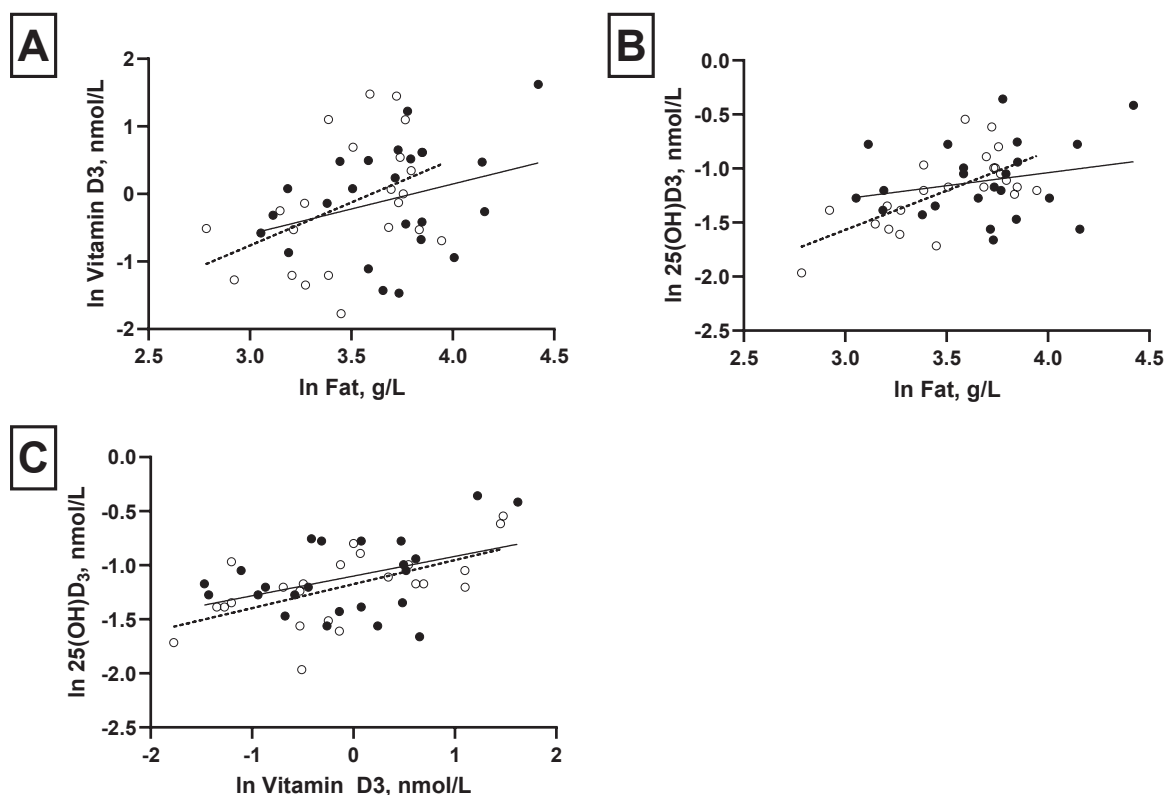 A
ln Vitamin D3, nmol/L
2
1
0
-1
-2
2.5 3.0 3.5 4.0 4.5
ln Fat, g/L
B
ln 25(OH)D3, nmol/L
0.0
-0.5
-1.0
-1.5
-2.0
-2.5
2.5 3.0 3.5 4.0 4.5
ln Fat, g/L
C
ln 25(OH)D₃, nmol/L
0.0
-0.5
-1.0
-1.5
-2.0
-2.5
-2 -1 0 1 2
ln Vitamin D3, nmol/L